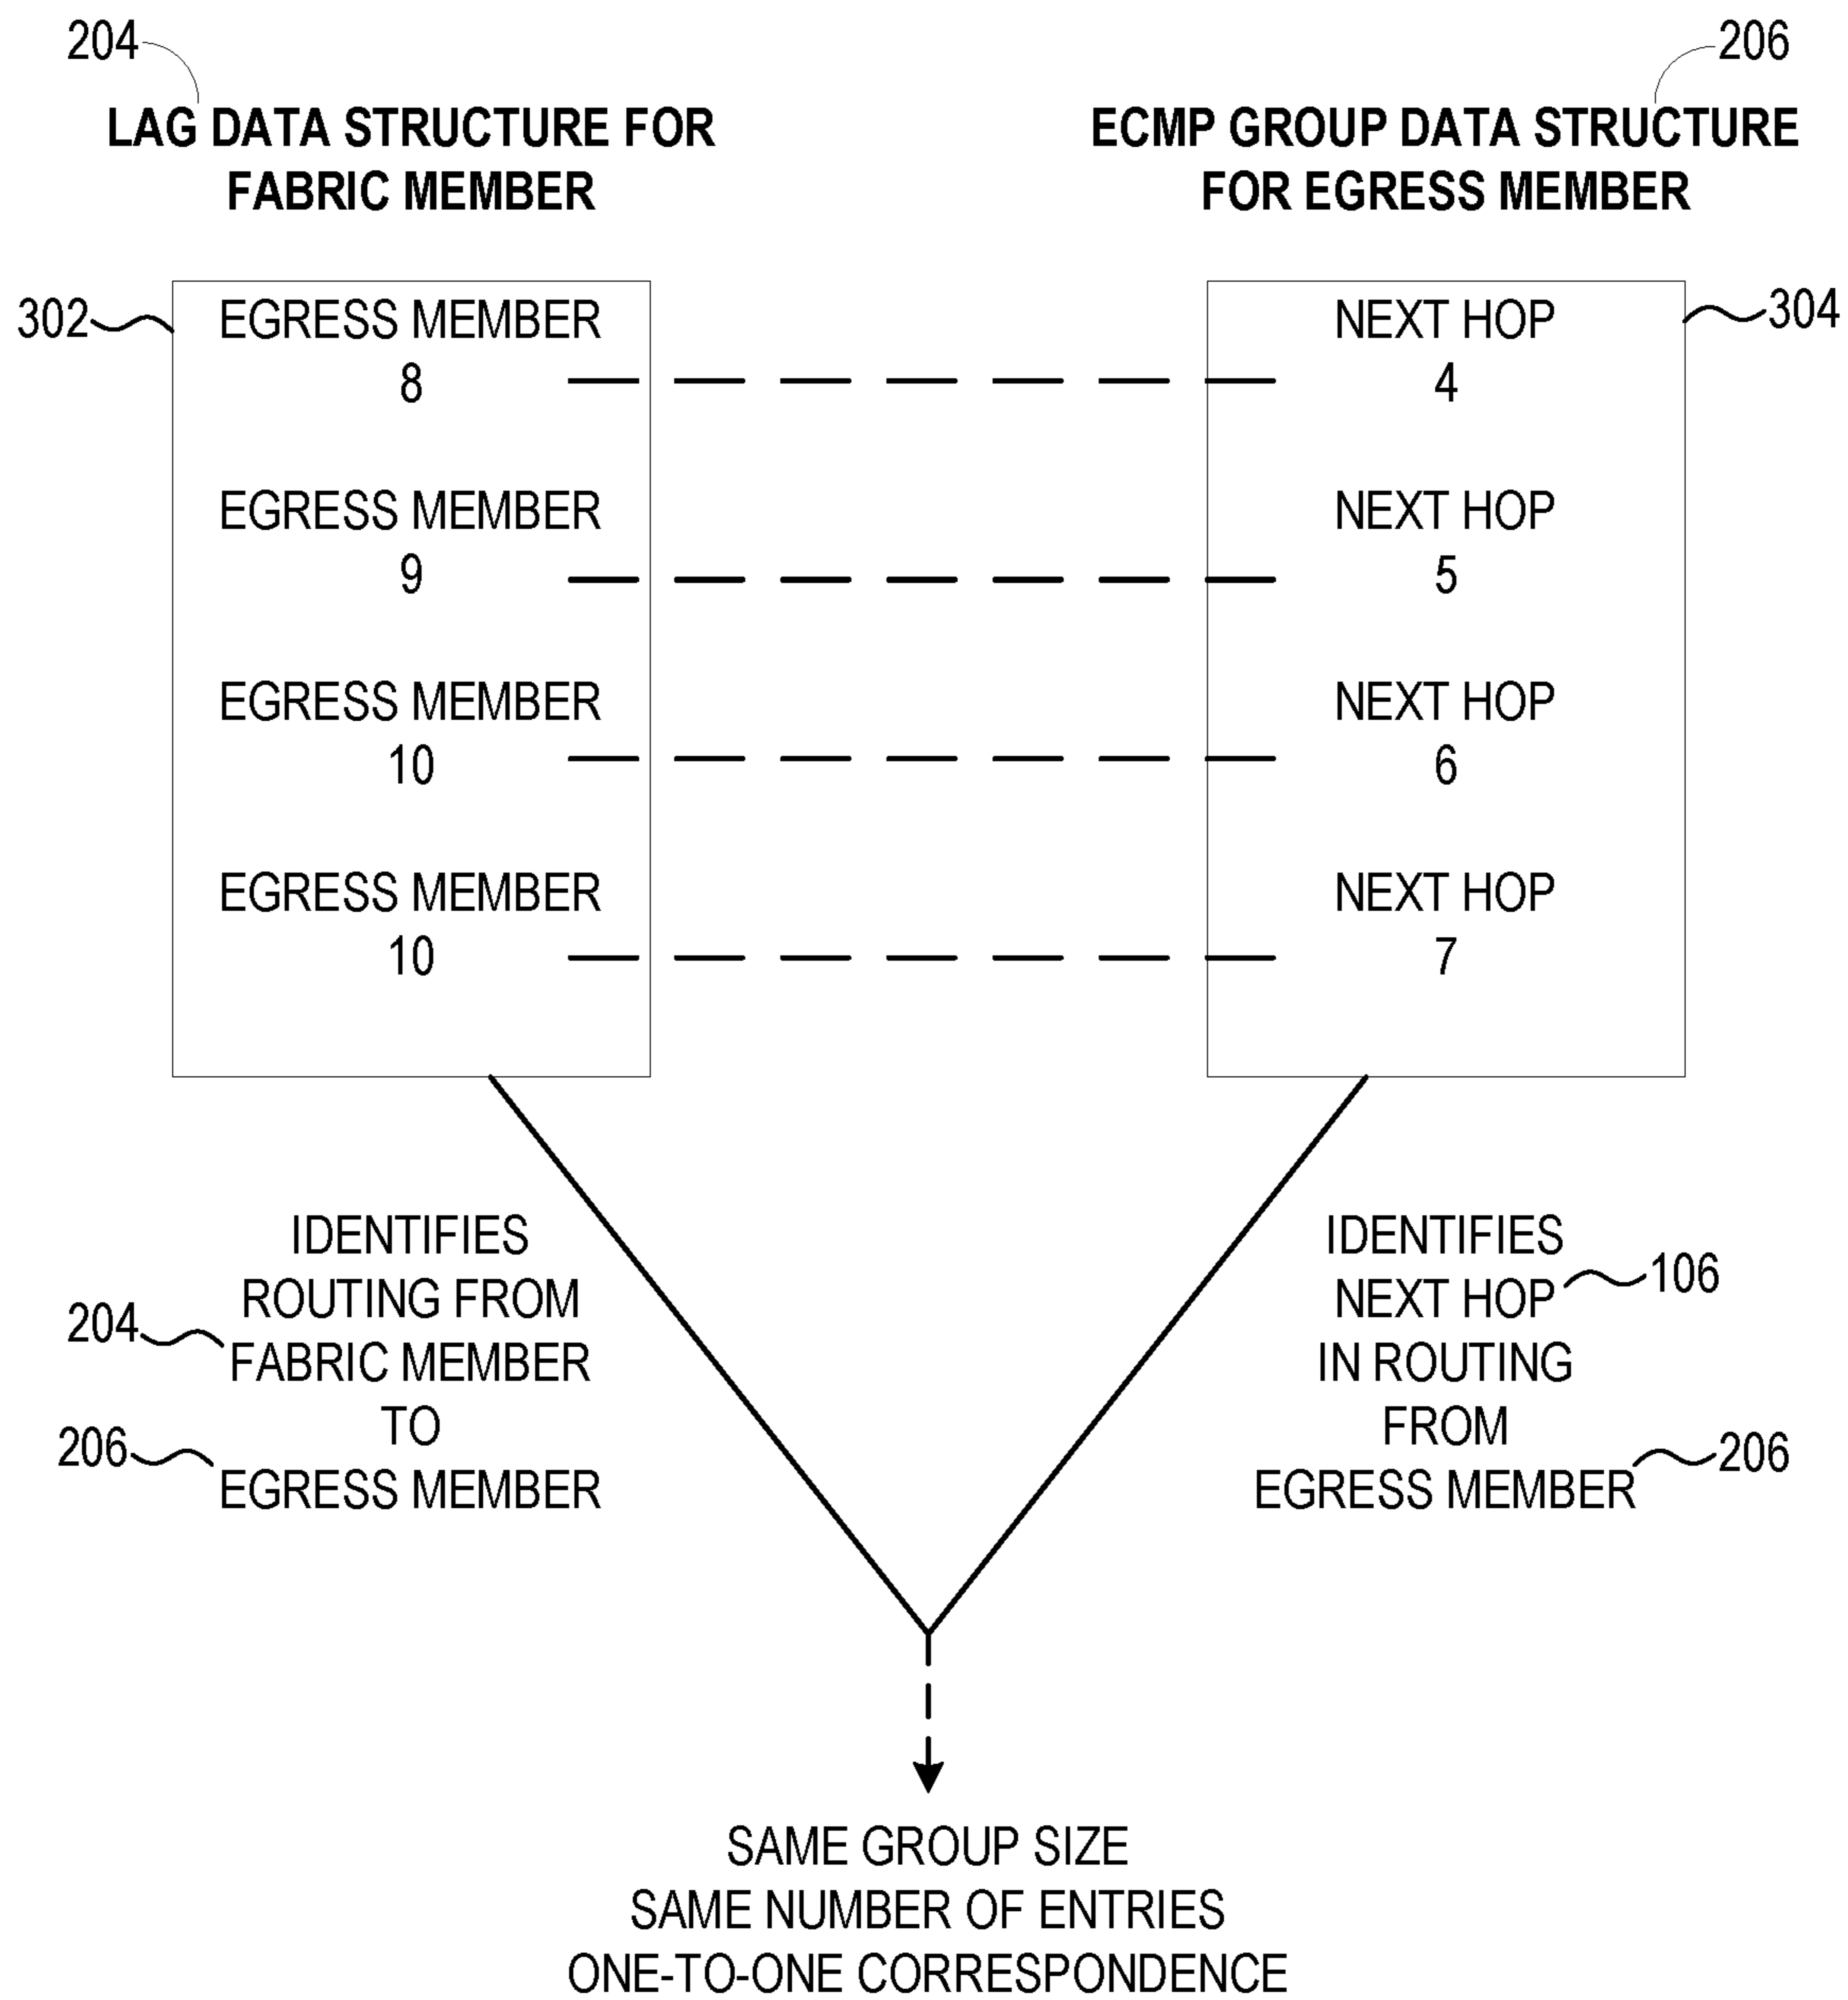 204
206
LAG DATA STRUCTURE FOR
FABRIC MEMBER
ECMP GROUP DATA STRUCTURE
FOR EGRESS MEMBER
302
EGRESS MEMBER
8
EGRESS MEMBER
9
EGRESS MEMBER
10
EGRESS MEMBER
10
NEXT HOP
4
NEXT HOP
5
NEXT HOP
6
NEXT HOP
7
304
IDENTIFIES
ROUTING FROM
204
FABRIC MEMBER
TO
206
EGRESS MEMBER
IDENTIFIES
NEXT HOP
106
IN ROUTING
FROM
EGRESS MEMBER
206
SAME GROUP SIZE
SAME NUMBER OF ENTRIES
ONE-TO-ONE CORRESPONDENCE